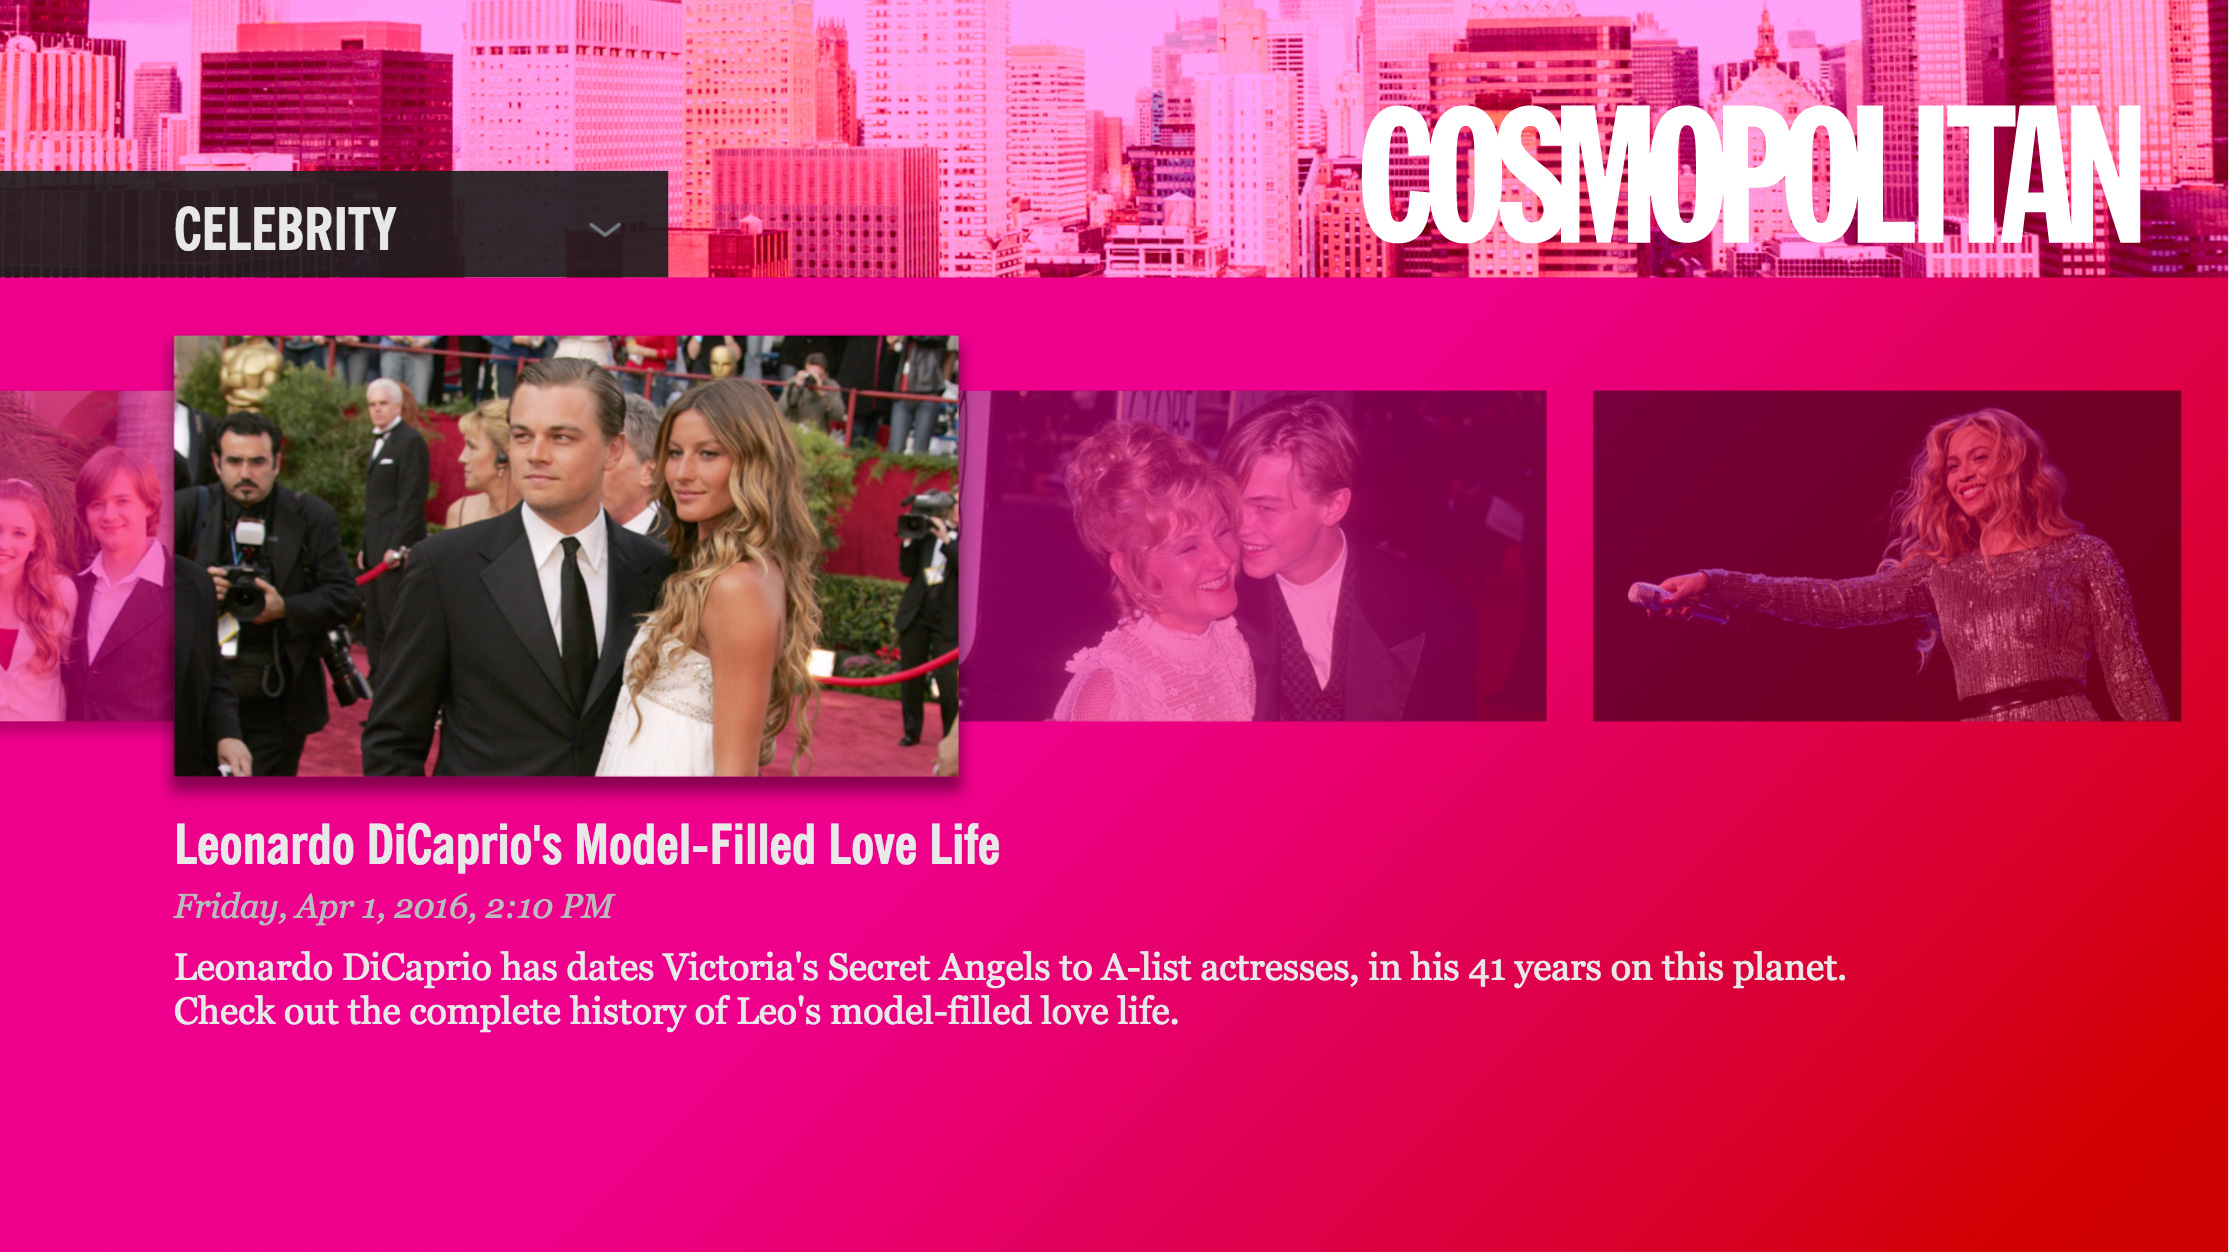 COSMOPOLITAN
CELEBRITY
Leonardo DiCaprio's Model-Filled Love Life
Friday, Apr 1, 2016, 2:10 PM
Leonardo DiCaprio has dates Victoria's Secret Angels to A-list actresses, in his 41 years on this planet.
Check out the complete history of Leo's model-filled love life.